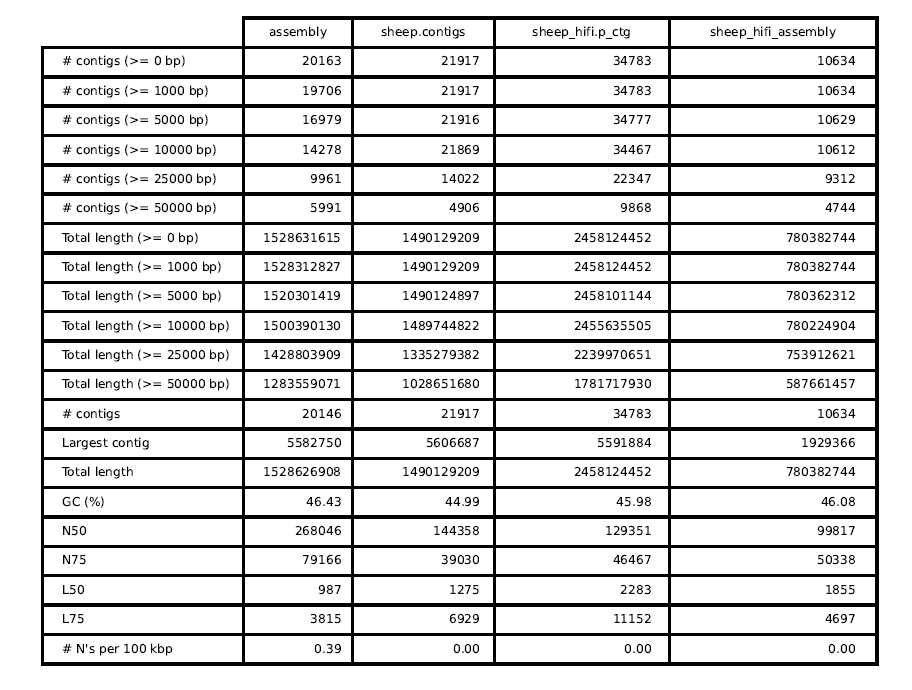 assembly sheep.contigs sheep_hifi.p_ctg sheep_hifi_assembly
# contigs (>= 0 bp) 20163 21917 34783 10634
# contigs (>= 1000 bp) 19706 21917 34783 10634
# contigs (>= 5000 bp) 16979 21916 34777 10629
# contigs (>= 10000 bp) 14278 21869 34467 10612
# contigs (>= 25000 bp) 9961 14022 22347 9312
# contigs (>= 50000 bp) 5991 4906 9868 4744
Total length (>= 0 bp) 1528631615 1490129209 2458124452 780382744
Total length (>= 1000 bp) 1528312827 1490129209 2458124452 780382744
Total length (>= 5000 bp) 1520301419 1490124897 2458101144 780362312
Total length (>= 10000 bp) 1500390130 1489744822 2455635505 780224904
Total length (>= 25000 bp) 1428803909 1335279382 2239970651 753912621
Total length (>= 50000 bp) 1283559071 1028651680 1781717930 587661457
# contigs 20146 21917 34783 10634
Largest contig 5582750 5606687 5591884 1929366
Total length 1528626908 1490129209 2458124452 780382744
GC (%) 46.43 44.99 45.98 46.08
N50 268046 144358 129351 99817
N75 79166 39030 46467 50338
L50 987 1275 2283 1855
L75 3815 6929 11152 4697
# N's per 100 kbp 0.39 0.00 0.00 0.00